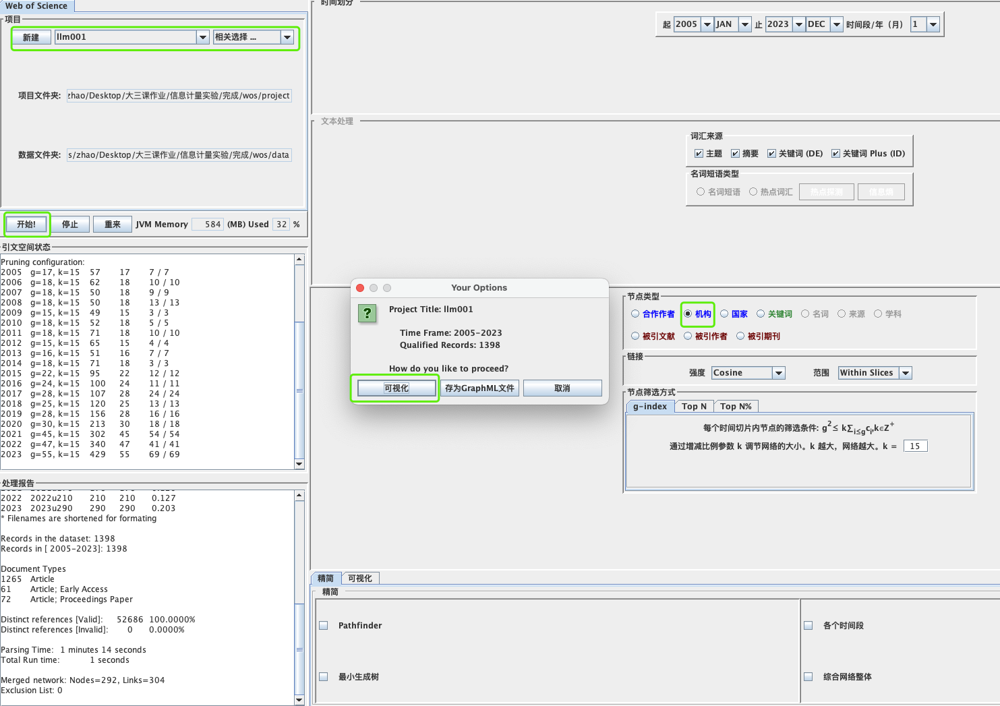 Web of Science
项目
新建
llm001
相关选择 ...
项目文件夹: zhao/Desktop/大三课作业/信息计量实验/完成/wos/project
数据文件夹: s/zhao/Desktop/大三课作业/信息计量实验/完成/wos/data
开始! 停止 重来 JVM Memory 584 (MB) Used 32 %
引文空间状态
Pruning configuration:
2005 g=17, k=15 57 17 7 / 7
2006 g=18, k=15 62 18 10 / 10
2007 g=18, k=15 50 18 9 / 9
2008 g=18, k=15 50 18 13 / 13
2009 g=15, k=15 49 15 3 / 3
2010 g=18, k=15 52 18 5 / 5
2011 g=18, k=15 71 18 10 / 10
2012 g=15, k=15 65 15 4 / 4
2013 g=16, k=15 51 16 7 / 7
2014 g=18, k=15 71 18 3 / 3
2015 g=22, k=15 95 22 12 / 12
2016 g=24, k=15 100 24 11 / 11
2017 g=28, k=15 107 28 24 / 24
2018 g=25, k=15 120 25 13 / 13
2019 g=28, k=15 156 28 16 / 16
2020 g=30, k=15 213 30 18 / 18
2021 g=45, k=15 302 45 54 / 54
2022 g=47, k=15 340 47 41 / 41
2023 g=55, k=15 429 55 69 / 69
处理报告
2022 2022u210 210 210 0.127
2023 2023u290 290 290 0.203
* Filenames are shortened for formating
Records in the dataset: 1398
Records in [ 2005-2023]: 1398
Document Types
1265 Article
61 Article; Early Access
72 Article; Proceedings Paper
Distinct references [Valid]: 52686 100.0000%
Distinct references [Invalid]: 0 0.0000%
Parsing Time: 1 minutes 14 seconds
Total Run time: 1 seconds
Merged network: Nodes=292, Links=304
Exclusion List: 0
时间划分
起 2005 JAN 止 2023 DEC 时间段/年（月） 1
文本处理
词汇来源
主题 摘要 关键词 (DE) 关键词 Plus (ID)
名词短语类型
名词短语 热点词汇 热点探测 信息熵
Your Options
Project Title: llm001
Time Frame: 2005-2023
Qualified Records: 1398
How do you like to proceed?
可视化 存为GraphML文件 取消
节点类型
合作作者 机构 国家 关键词 名词 来源 学科
被引文献 被引作者 被引期刊
链接
强度 Cosine 范围 Within Slices
节点筛选方式
g-index Top N Top N%
每个时间切片内节点的筛选条件: g²≤ k∑i≤gci,k∈Z⁺
通过增减比例参数 k 调节网络的大小。k 越大，网络越大。k = 15
精简 可视化
精简
Pathfinder 各个时间段
最小生成树 综合网络整体